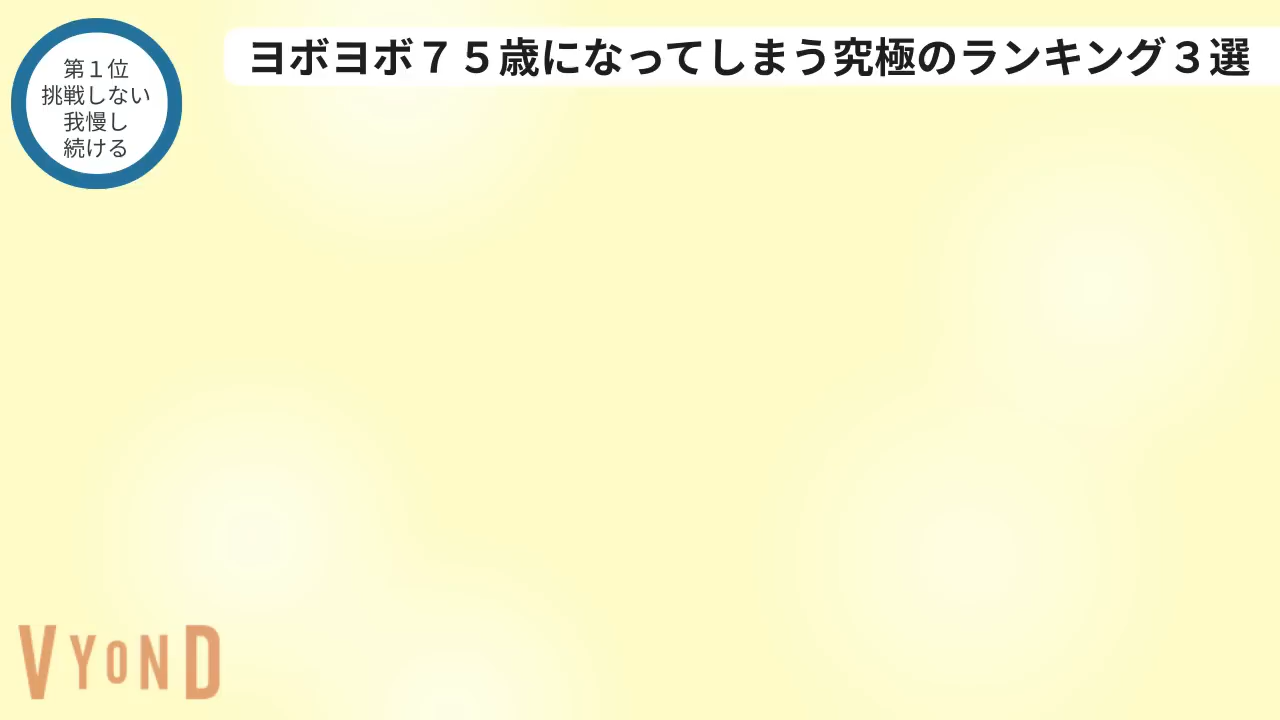 ヨボヨボ７５歳になってしまう究極のランキング３選
第１位
挑戦しない
我慢し
続ける
VYOND